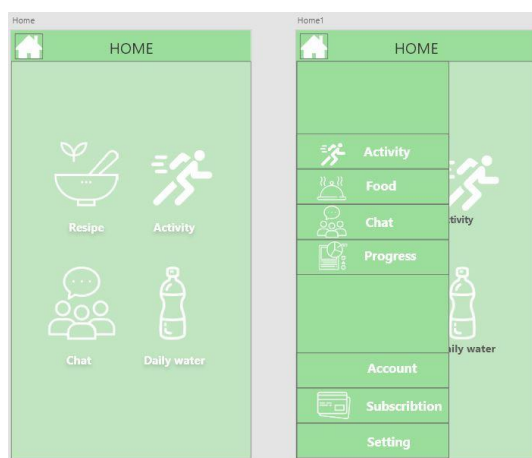 Home
HOME
Resipe
Activity
Chat
Daily water
Home1
HOME
Activity
Food
Chat
Progress
tivity
aily water
Account
Subscribtion
Setting